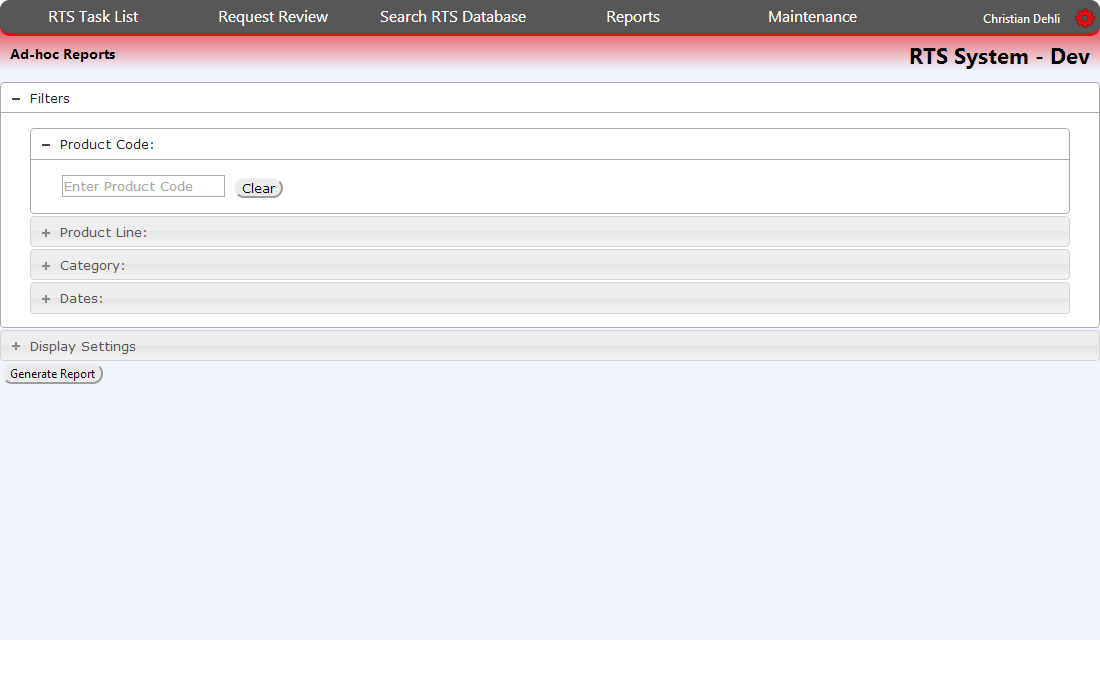 RTS Task List Request Review Search RTS Database Reports Maintenance Christian Dehli
Ad-hoc Reports RTS System - Dev
Filters
Product Code:
Enter Product Code Clear
Product Line:
Category:
Dates:
Display Settings
Generate Report